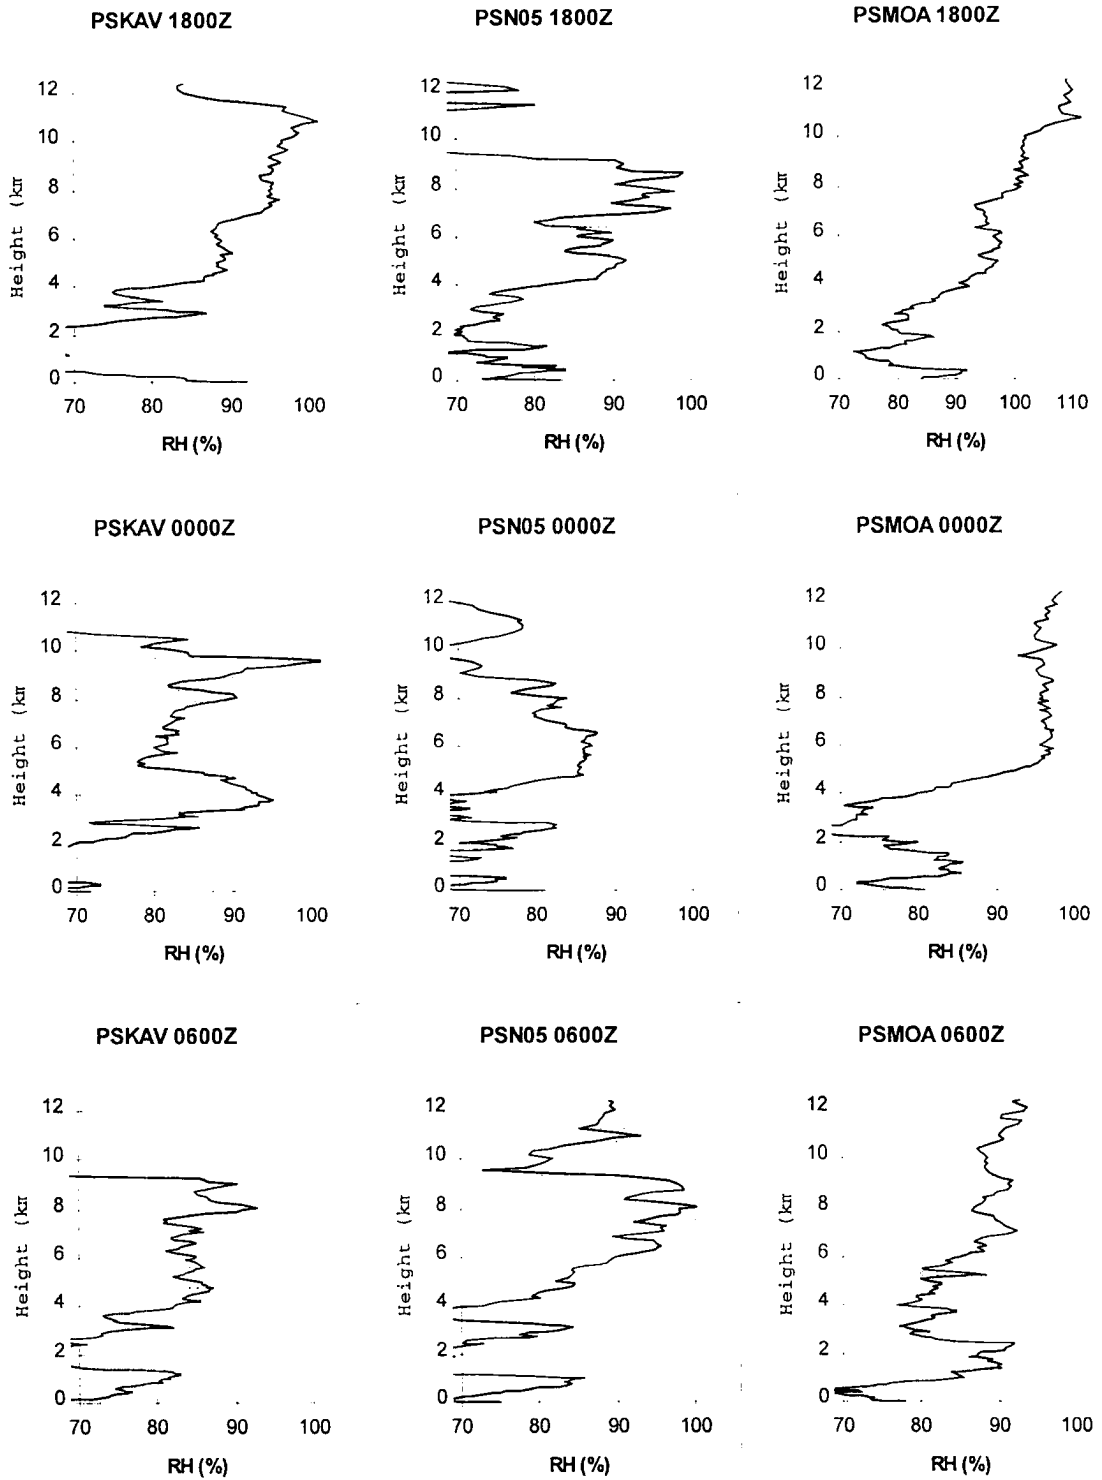 PSKAV 1800Z
PSN05 1800Z
PSMOA 1800Z
12
10
8
6
4
2
0
Height (km
70 80 90 100
RH (%)
12
10
8
6
4
2
0
Height (km
70 80 90 100
RH (%)
12
10
8
6
4
2
0
Height (km
70 80 90 100 110
RH (%)
PSKAV 0000Z
PSN05 0000Z
PSMOA 0000Z
12
10
8
6
4
2
0
Height (km
70 80 90 100
RH (%)
12
10
8
6
4
2
0
Height (km
70 80 90 100
RH (%)
12
10
8
6
4
2
0
Height (km
70 80 90 100
RH (%)
PSKAV 0600Z
PSN05 0600Z
PSMOA 0600Z
12
10
8
6
4
2
0
Height (km
70 80 90 100
RH (%)
12
10
8
6
4
2
0
Height (km
70 80 90 100
RH (%)
12
10
8
6
4
2
0
Height (km
70 80 90 100
RH (%)